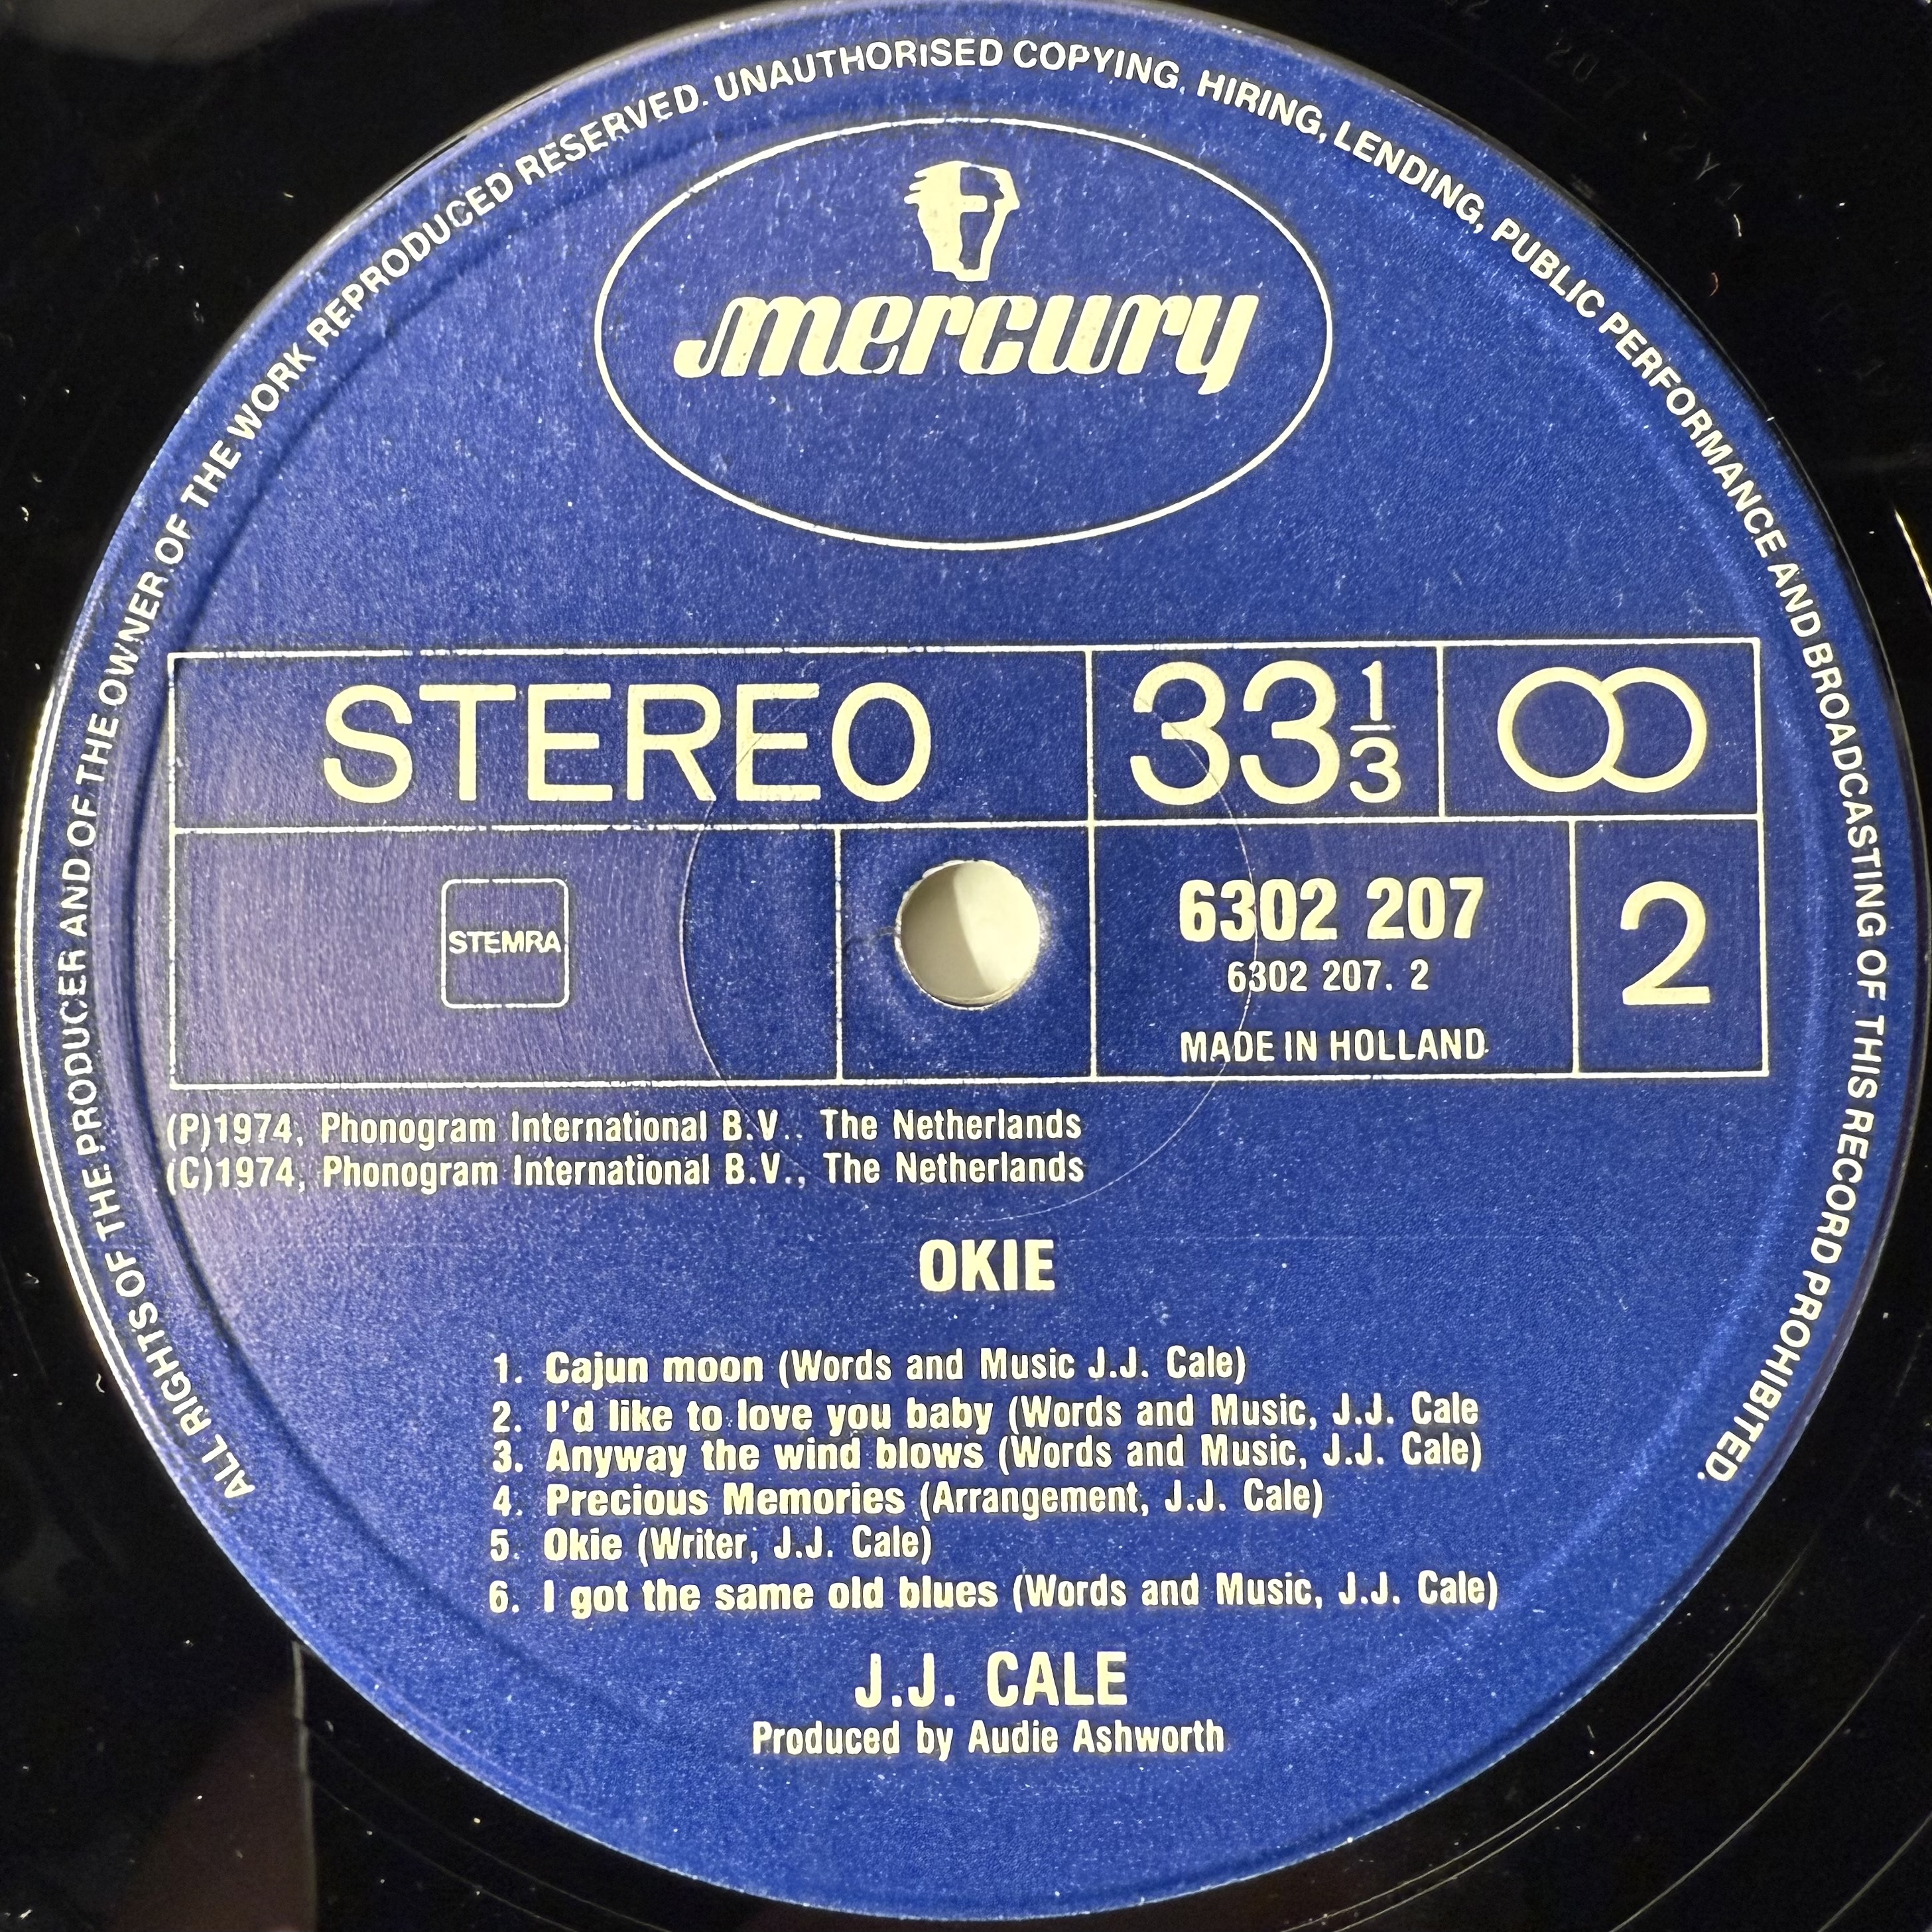 ALL RIGHTS OF THE PRODUCER AND OF THE OWNER OF THE WORK REPRODUCED RESERVED. UNAUTHORISED COPYING, HIRING, LENDING, PUBLIC PERFORMANCE AND BROADCASTING OF THIS RECORD PROHIBITED.
mercury
STEREO 33 1/3
STEMRA
6302 207
6302 207. 2
MADE IN HOLLAND
2
(P)1974, Phonogram International B.V., The Netherlands
(C)1974, Phonogram International B.V., The Netherlands
OKIE
1. Cajun moon (Words and Music J.J. Cale)
2. I'd like to love you baby (Words and Music, J.J. Cale
3. Anyway the wind blows (Words and Music, J.J. Cale)
4. Precious Memories (Arrangement, J.J. Cale)
5. Okie (Writer, J.J. Cale)
6. I got the same old blues (Words and Music, J.J. Cale)
J.J. CALE
Produced by Audie Ashworth